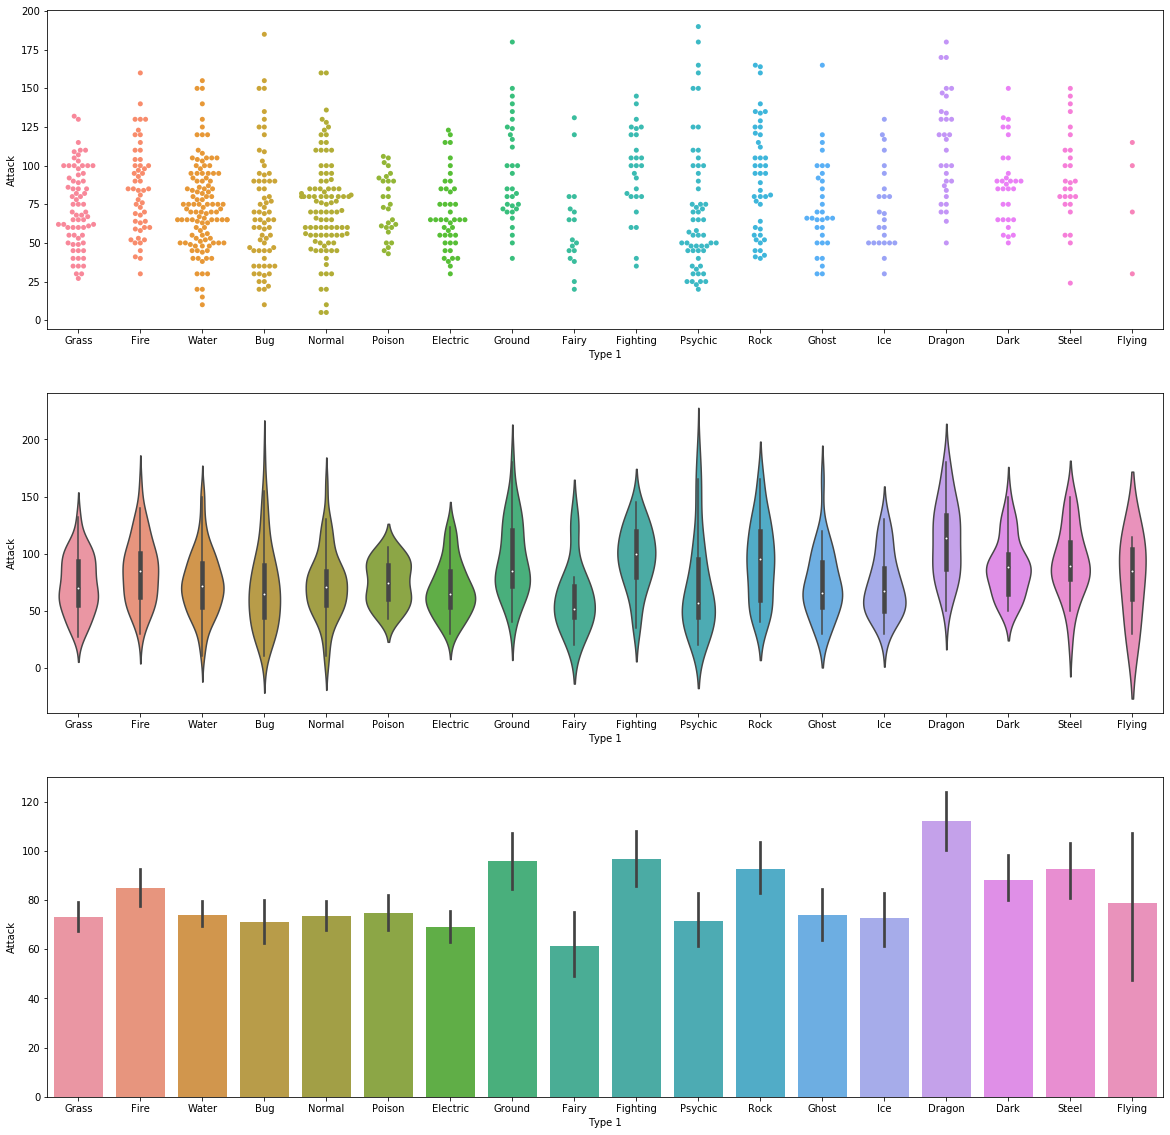 200
175
150
125
100
75
50
25
0
Attack
Grass Fire Water Bug Normal Poison Electric Ground Fairy Fighting Psychic Rock Ghost Ice Dragon Dark Steel Flying
Type 1
200
150
100
50
0
Attack
Grass Fire Water Bug Normal Poison Electric Ground Fairy Fighting Psychic Rock Ghost Ice Dragon Dark Steel Flying
Type 1
120
100
80
60
40
20
0
Attack
Grass Fire Water Bug Normal Poison Electric Ground Fairy Fighting Psychic Rock Ghost Ice Dragon Dark Steel Flying
Type 1